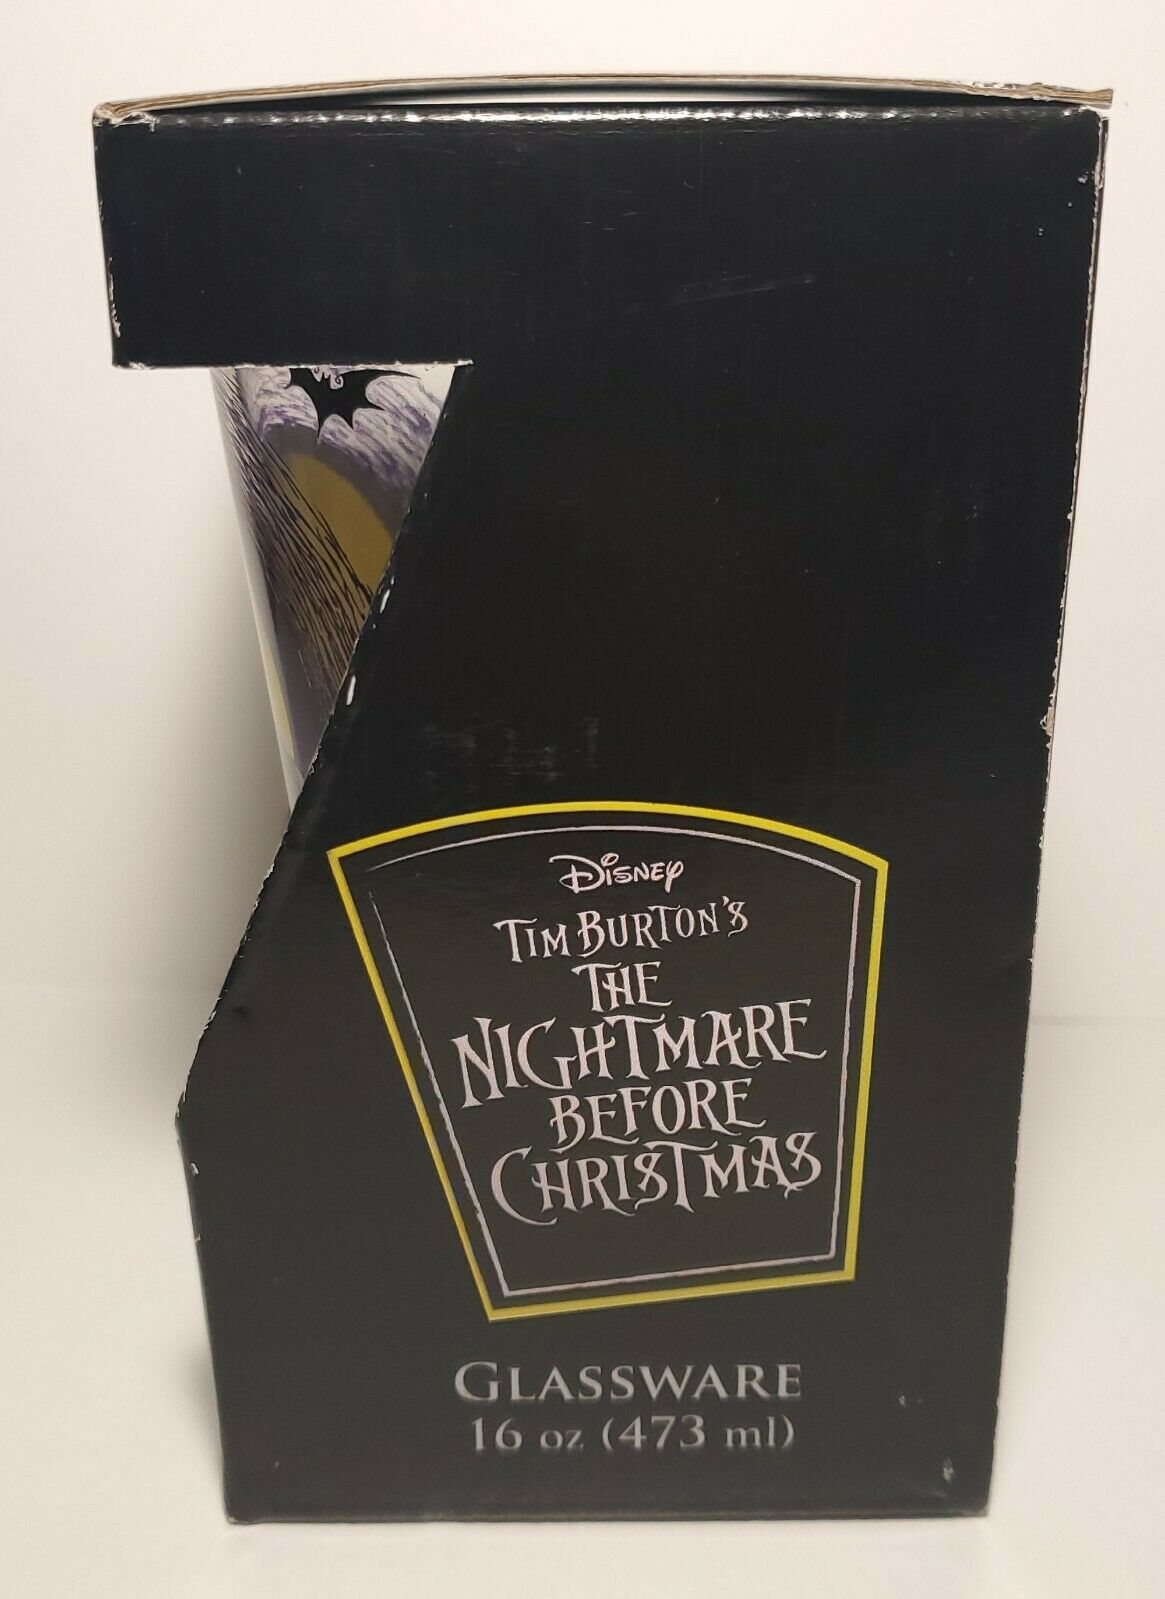 Disney
TIM BURTON'S
THE
NIGHTMARE
BEFORE
CHRISTMAS
GLASSWARE
16 oz (473 ml)